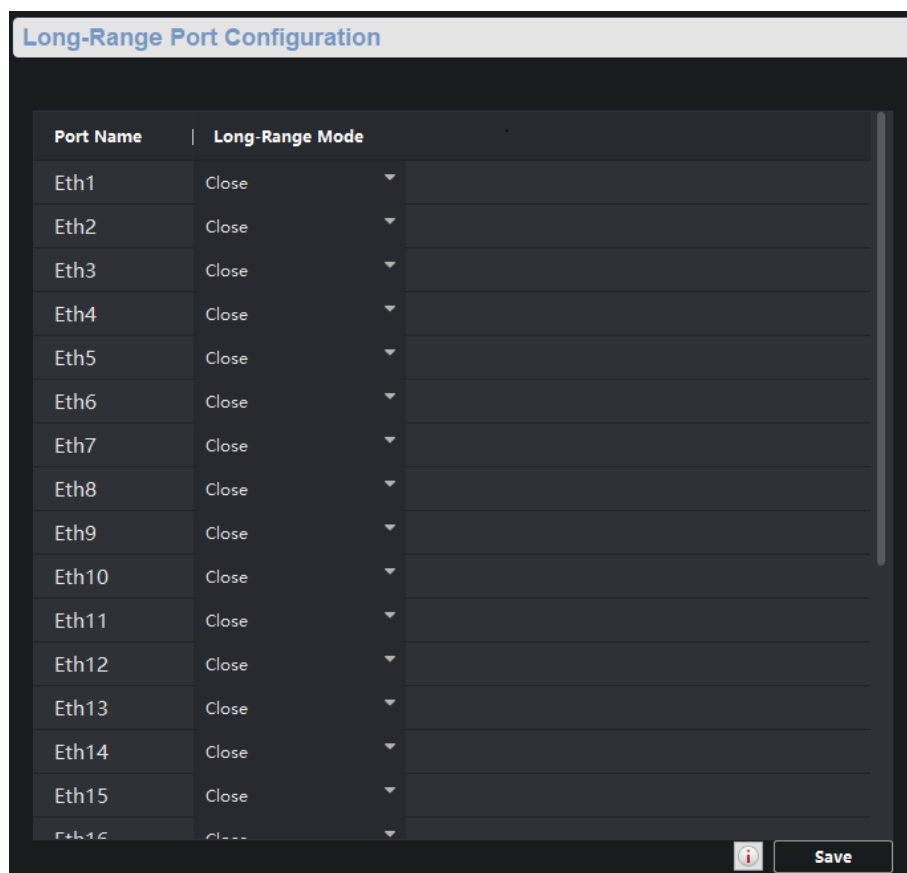 Long-Range Port Configuration
Port Name | Long-Range Mode
Eth1 Close
Eth2 Close
Eth3 Close
Eth4 Close
Eth5 Close
Eth6 Close
Eth7 Close
Eth8 Close
Eth9 Close
Eth10 Close
Eth11 Close
Eth12 Close
Eth13 Close
Eth14 Close
Eth15 Close
Eth16 Close
Save